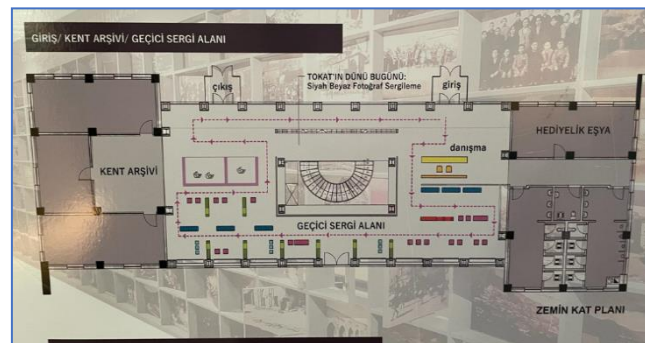 GİRİŞ/ KENT ARŞİVİ/ GEÇİCİ SERGİ ALANI
çıkış
TOKAT'IN DÜNÜ BUGÜNÜ:
Siyah Beyaz Fotoğraf Sergileme
giriş
HEDİYELİK EŞYA
danışma
KENT ARŞİVİ
GEÇİCİ SERGİ ALANI
ZEMİN KAT PLANI